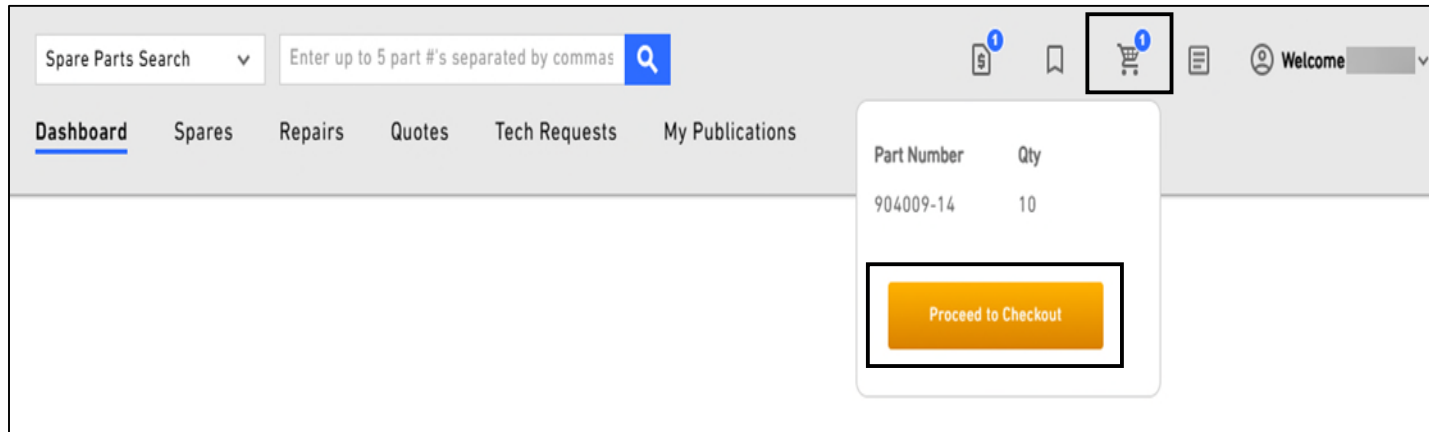 Spare Parts Search
Enter up to 5 part #'s separated by commas
1
1
Welcome
Dashboard Spares Repairs Quotes Tech Requests My Publications
Part Number Qty
904009-14 10
Proceed to Checkout